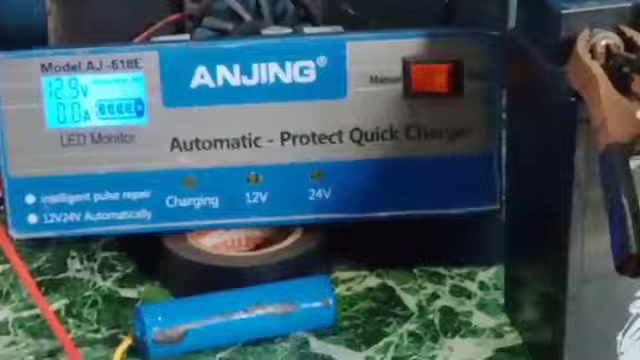 Model AJ -618E
ANJING®
12.9V
0.0A
LED Monitor
Manual
Automatic - Protect Quick Charger
intelligent pulse repair
12V24V Automatically
Charging
12V
24V